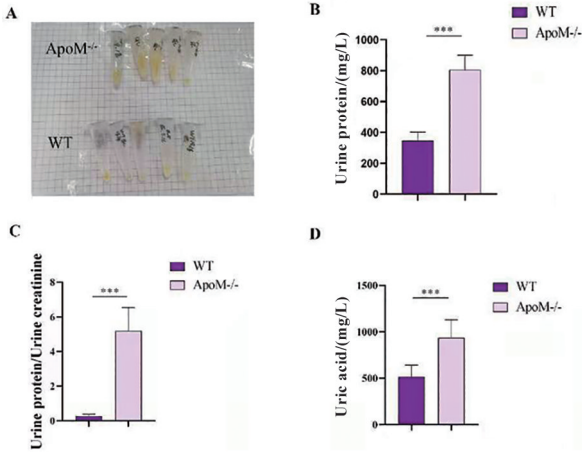 A
ApoM-/-
WT
B
WT
ApoM-/-
***
Urine protein/(mg/L)
1000
800
600
400
200
0
C
WT
ApoM-/-
***
Urine protein/Urine creatinine
8
6
4
2
0
D
WT
ApoM-/-
***
Uric acid/(mg/L)
1500
1000
500
0